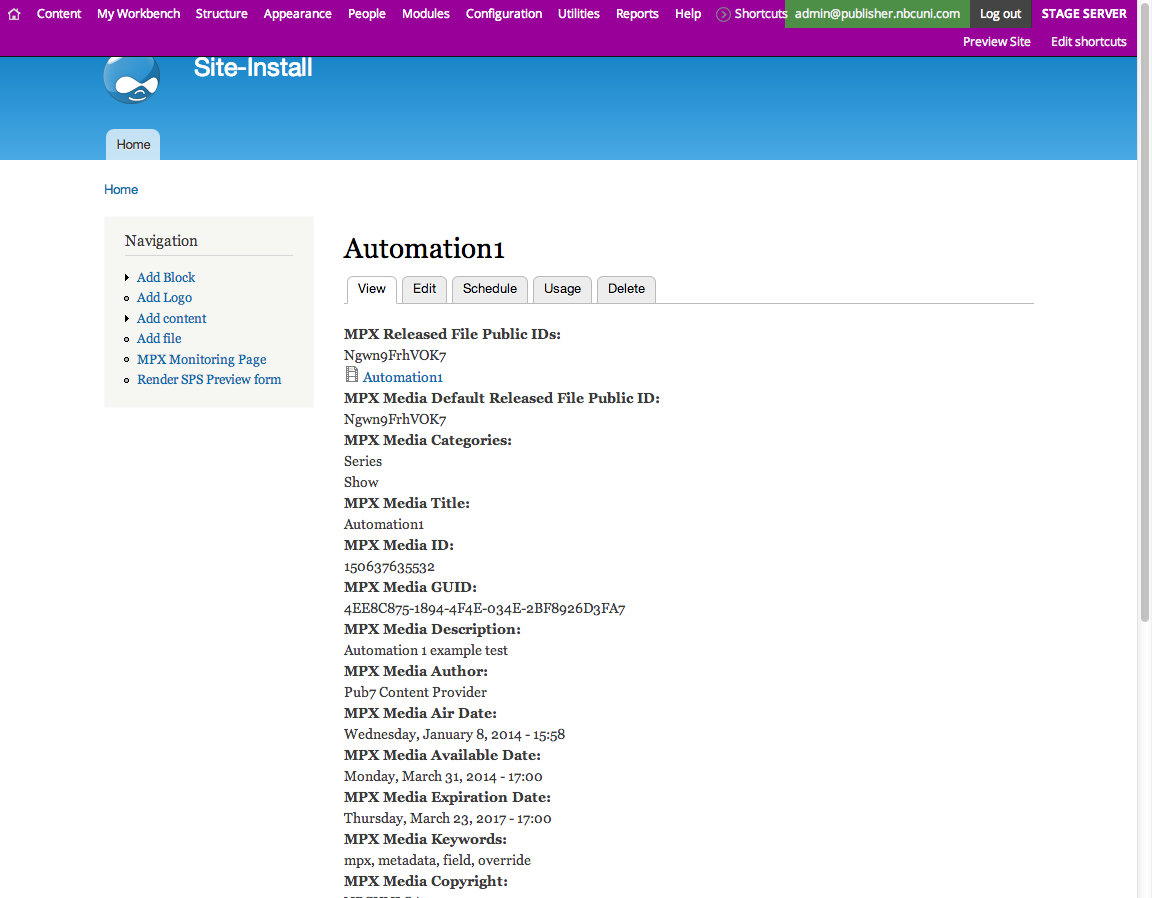 Content My Workbench Structure Appearance People Modules Configuration Utilities Reports Help Shortcuts admin@publisher.nbcuni.com Log out STAGE SERVER
Preview Site Edit shortcuts
Site-Install
Home
Home
Navigation
Add Block
Add Logo
Add content
Add file
MPX Monitoring Page
Render SPS Preview form
Automation1
View Edit Schedule Usage Delete
MPX Released File Public IDs:
Ngwn9FrhVOK7
Automation1
MPX Media Default Released File Public ID:
Ngwn9FrhVOK7
MPX Media Categories:
Series
Show
MPX Media Title:
Automation1
MPX Media ID:
150637635532
MPX Media GUID:
4EE8C875-1894-4F4E-034E-2BF8926D3FA7
MPX Media Description:
Automation 1 example test
MPX Media Author:
Pub7 Content Provider
MPX Media Air Date:
Wednesday, January 8, 2014 - 15:58
MPX Media Available Date:
Monday, March 31, 2014 - 17:00
MPX Media Expiration Date:
Thursday, March 23, 2017 - 17:00
MPX Media Keywords:
mpx, metadata, field, override
MPX Media Copyright: